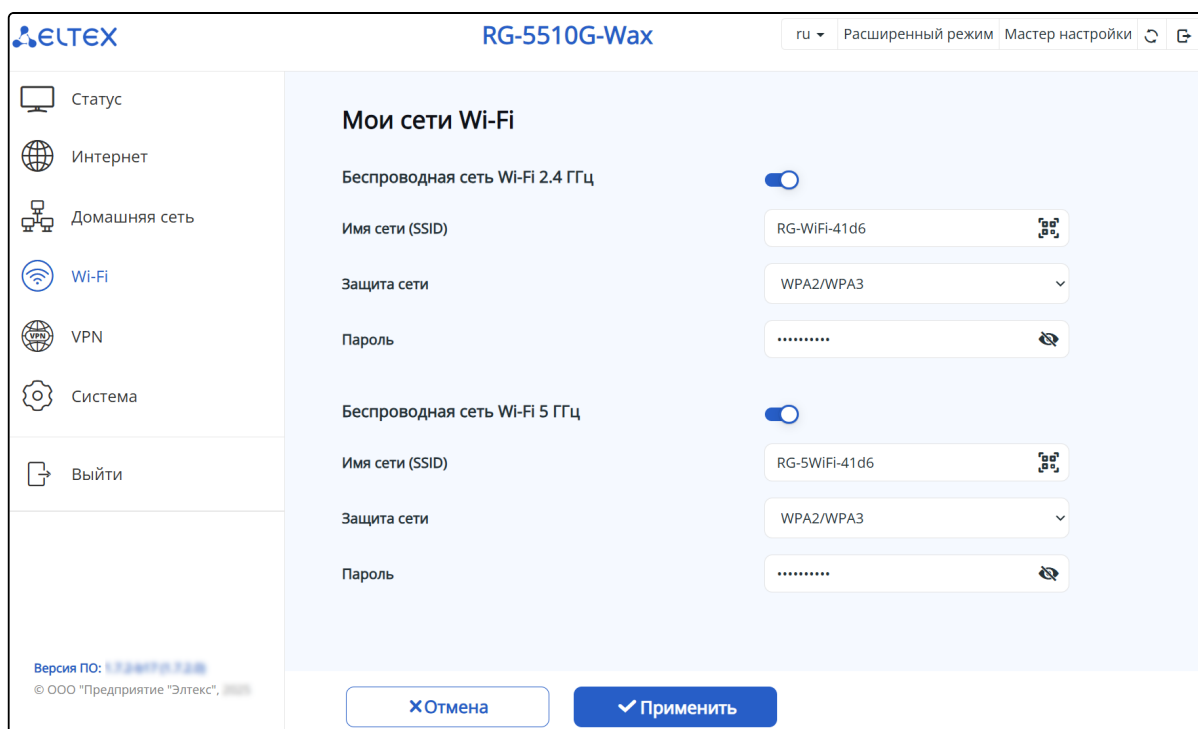 ELTEX
RG-5510G-Wax
ru
Расширенный режим
Мастер настройки
Статус
Интернет
Домашняя сеть
Wi-Fi
VPN
VPN
Система
Выйти
Версия ПО:
© ООО "Предприятие "Элтекс",
Мои сети Wi-Fi
Беспроводная сеть Wi-Fi 2.4 ГГц
Имя сети (SSID)
RG-WiFi-41d6
Защита сети
WPA2/WPA3
Пароль
••••••••••
Беспроводная сеть Wi-Fi 5 ГГц
Имя сети (SSID)
RG-5WiFi-41d6
Защита сети
WPA2/WPA3
Пароль
••••••••••
Отмена
Применить